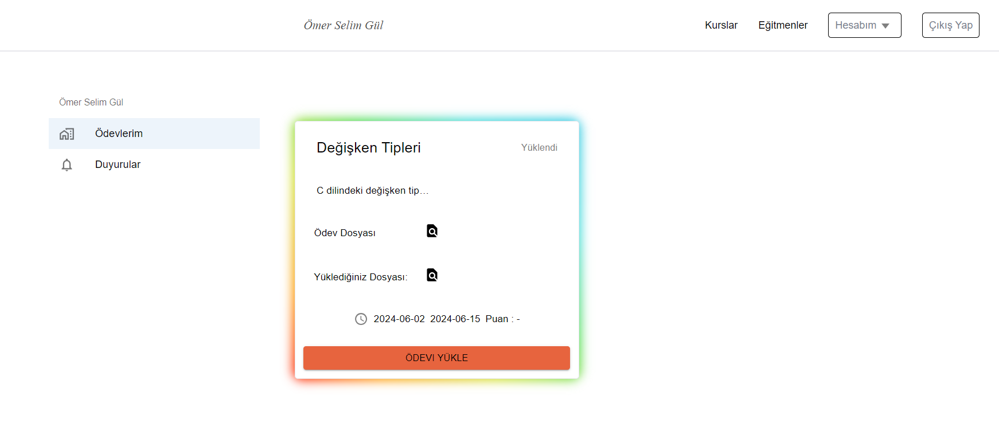 Ömer Selim Gül
Kurslar
Eğitmenler
Hesabım
Çıkış Yap
Ömer Selim Gül
Ödevlerim
Duyurular
Değişken Tipleri
Yüklendi
C dilindeki değişken tip…
Ödev Dosyası
Yüklediğiniz Dosyası:
2024-06-02 2024-06-15 Puan : -
ÖDEVI YÜKLE